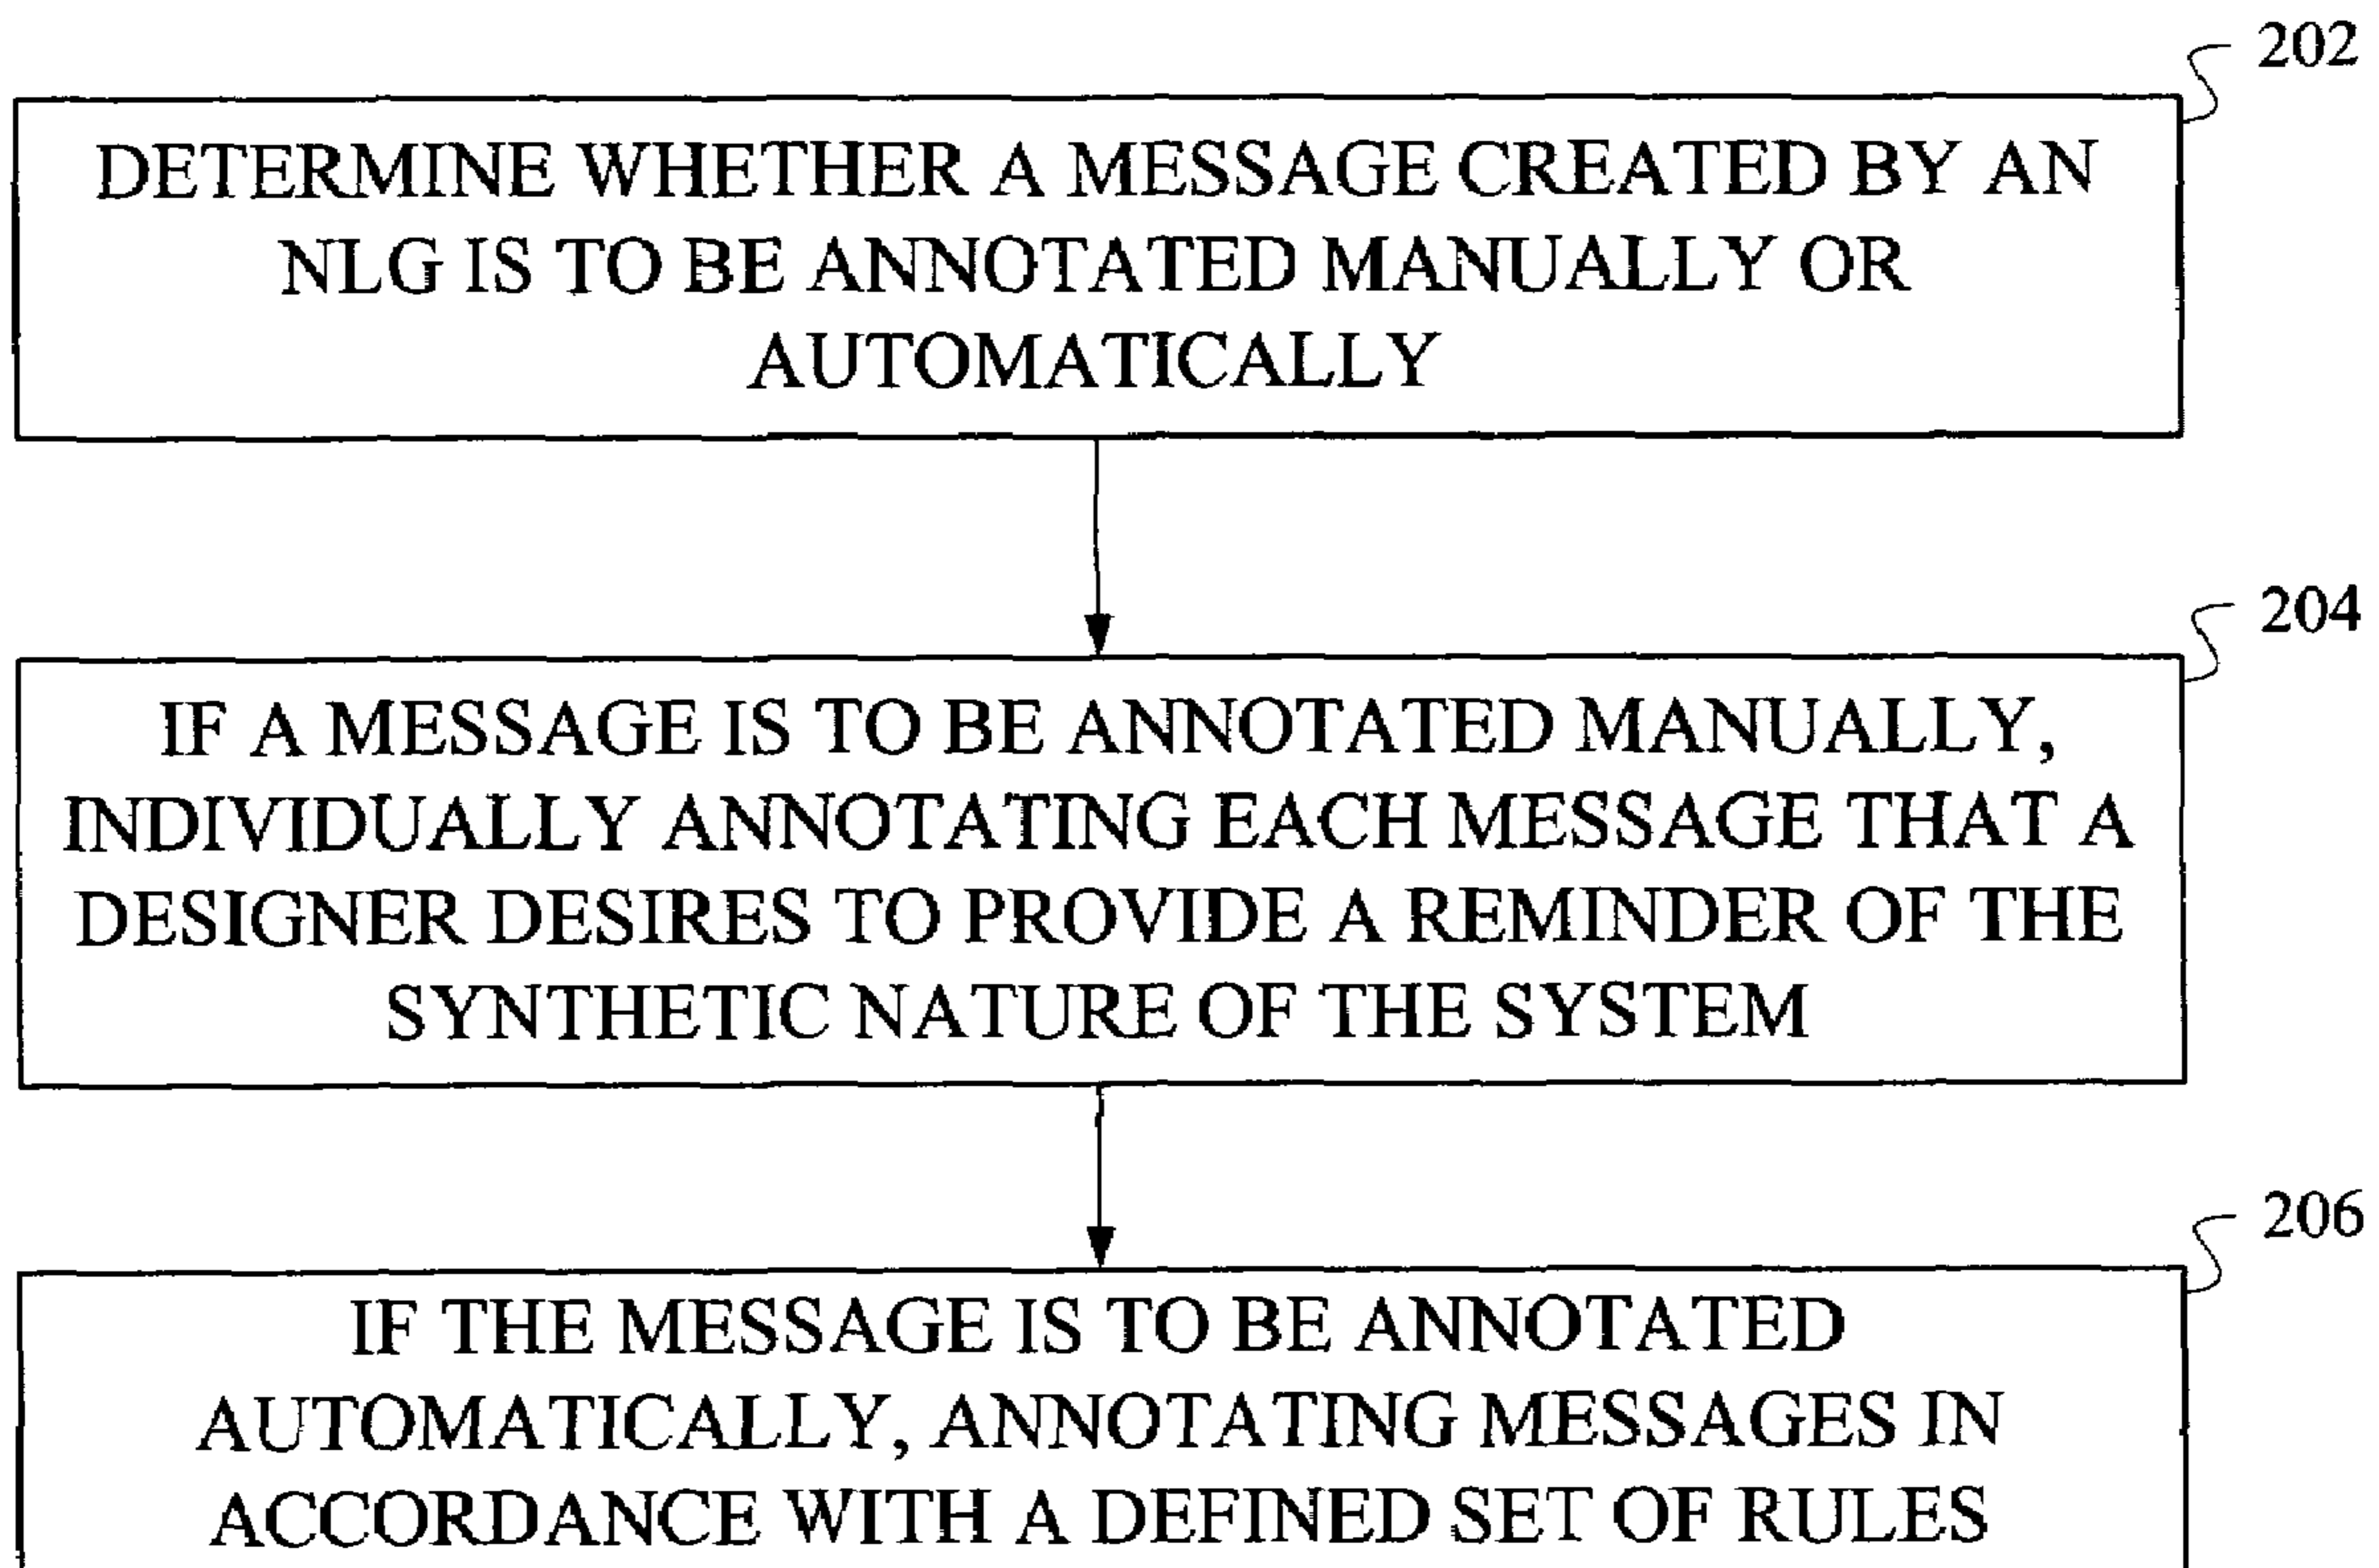 202
DETERMINE WHETHER A MESSAGE CREATED BY AN
NLG IS TO BE ANNOTATED MANUALLY OR
AUTOMATICALLY
204
IF A MESSAGE IS TO BE ANNOTATED MANUALLY,
INDIVIDUALLY ANNOTATING EACH MESSAGE THAT A
DESIGNER DESIRES TO PROVIDE A REMINDER OF THE
SYNTHETIC NATURE OF THE SYSTEM
206
IF THE MESSAGE IS TO BE ANNOTATED
AUTOMATICALLY, ANNOTATING MESSAGES IN
ACCORDANCE WITH A DEFINED SET OF RULES